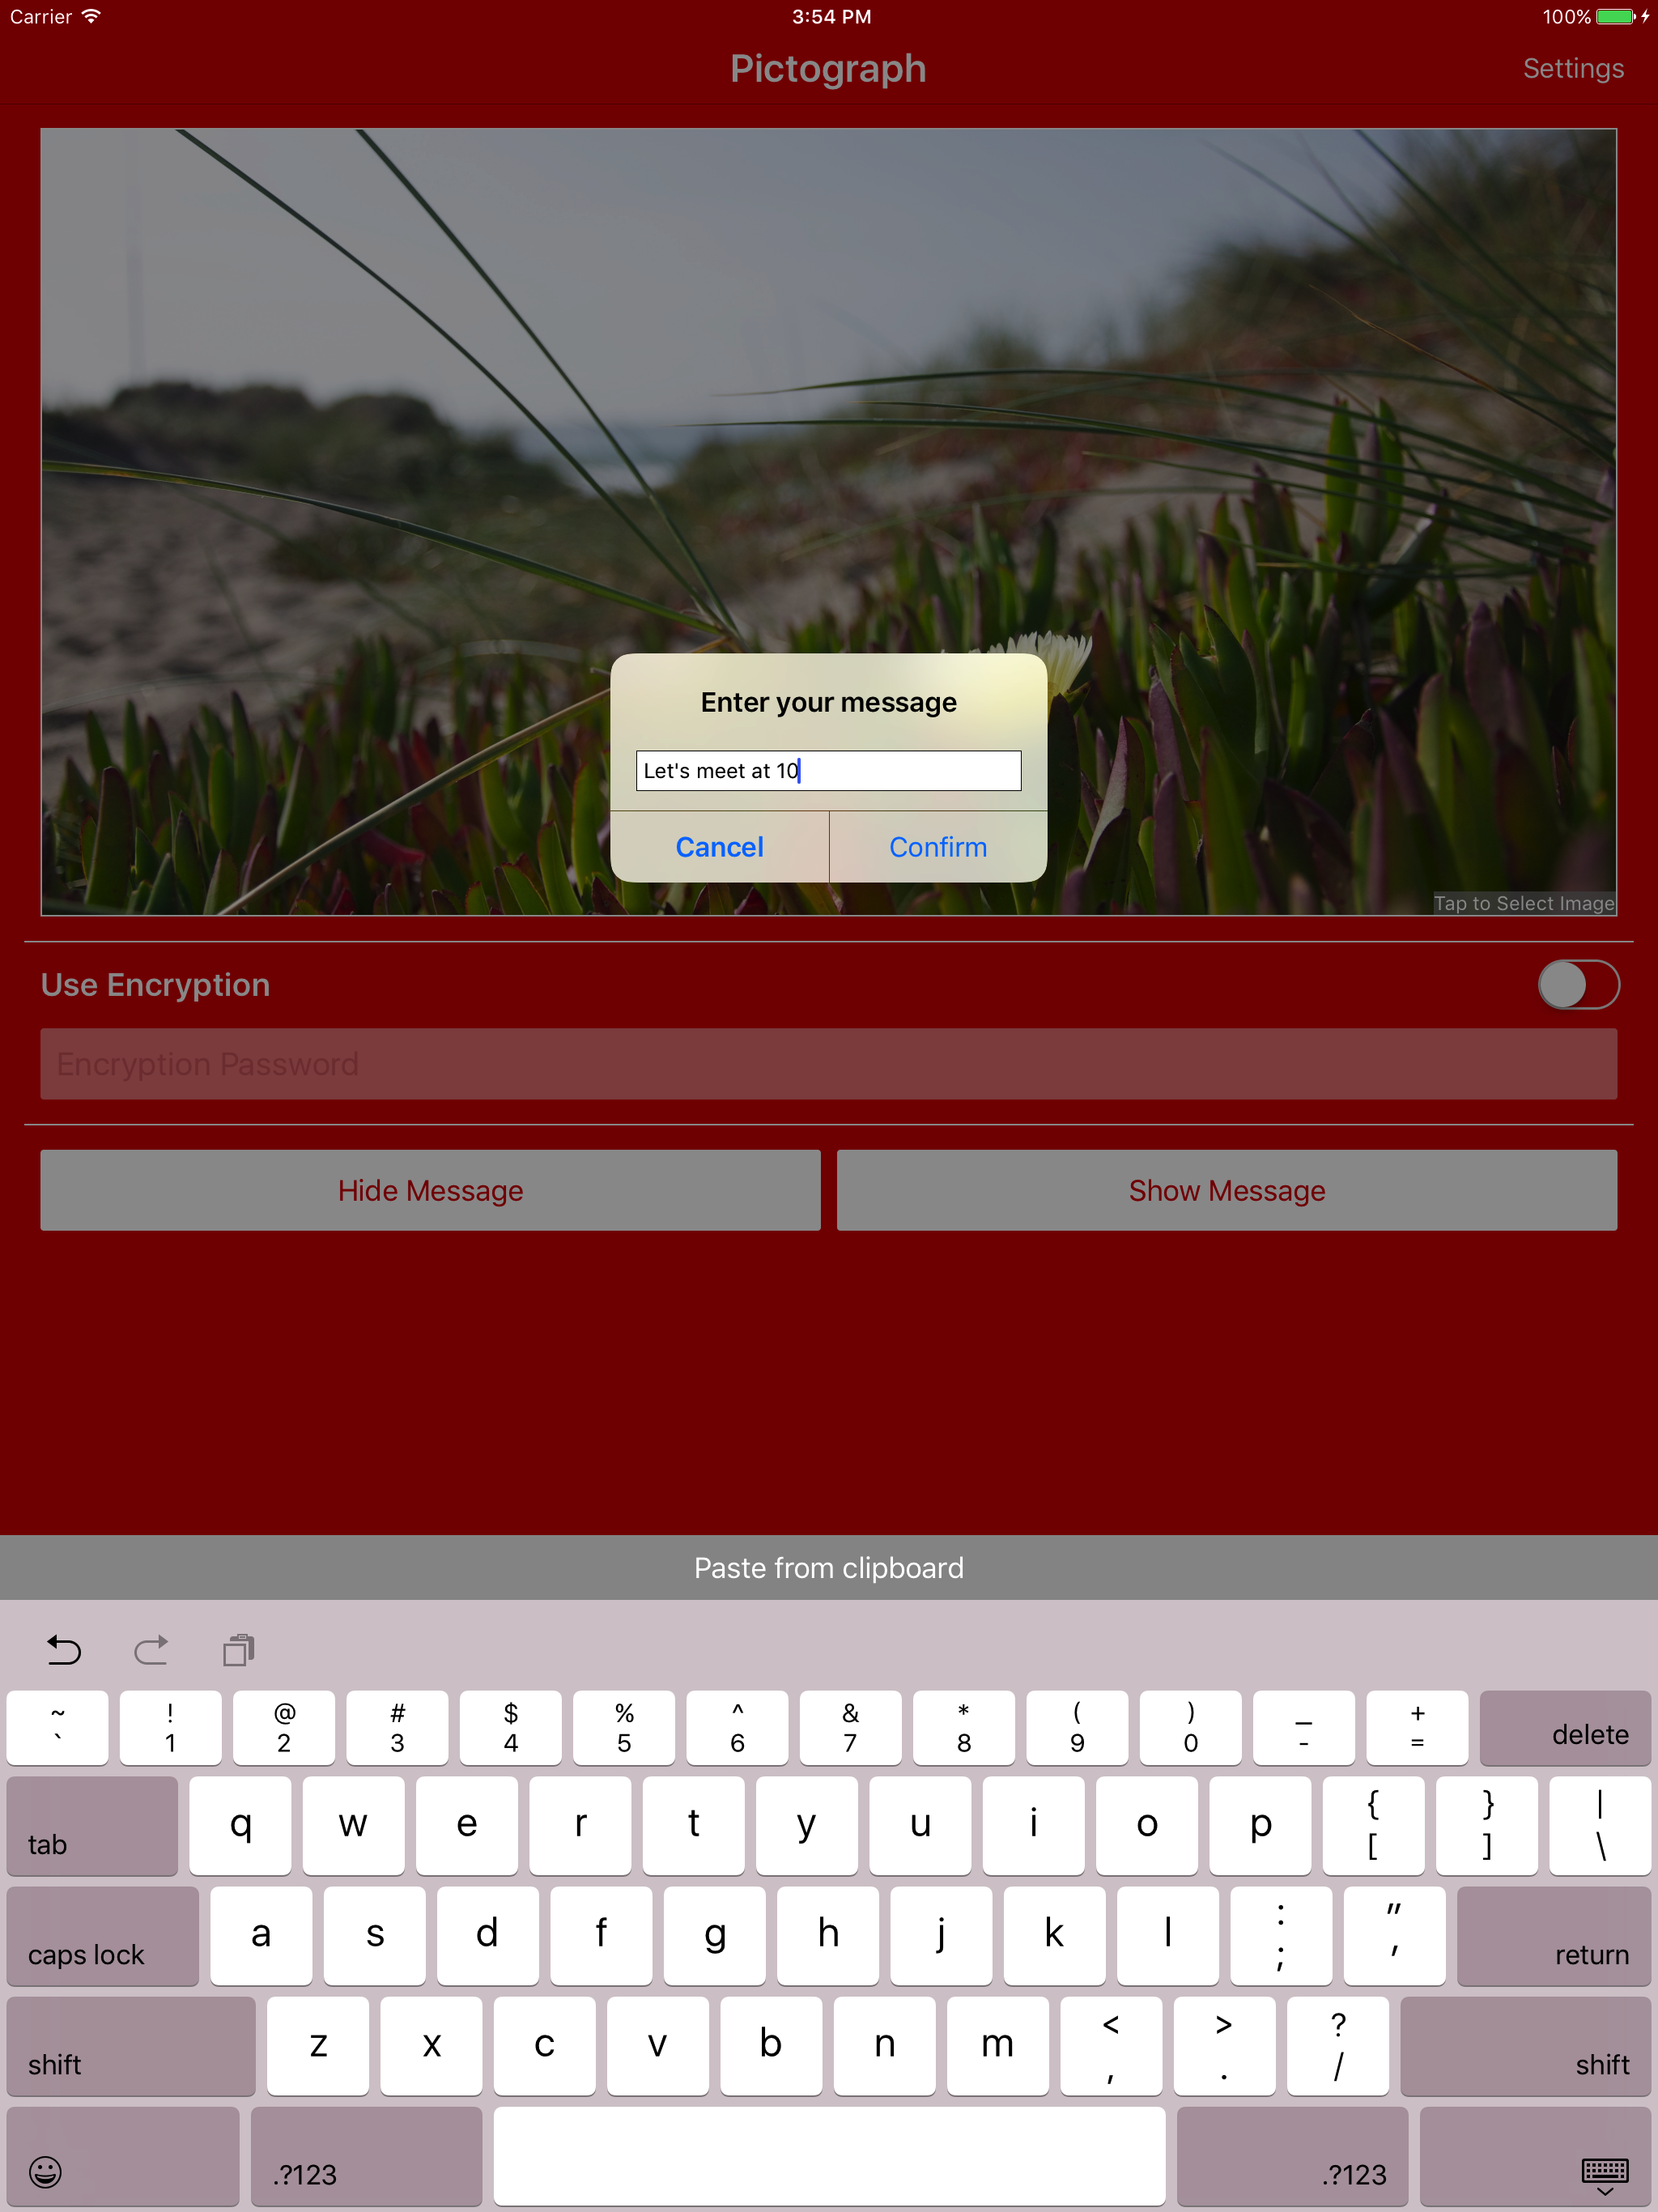 Carrier 3:54 PM 100%
Pictograph Settings
Enter your message
Let's meet at 10
Cancel Confirm
Tap to Select Image
Use Encryption
Encryption Password
Hide Message Show Message
Paste from clipboard
~ ! @ # $ % ^ & * ( ) _ +
` 1 2 3 4 5 6 7 8 9 0 - = delete
tab q w e r t y u i o p { [ } ] | \
caps lock a s d f g h j k l : ; " ' return
shift z x c v b n m < , > . ? / shift
.?123 .?123